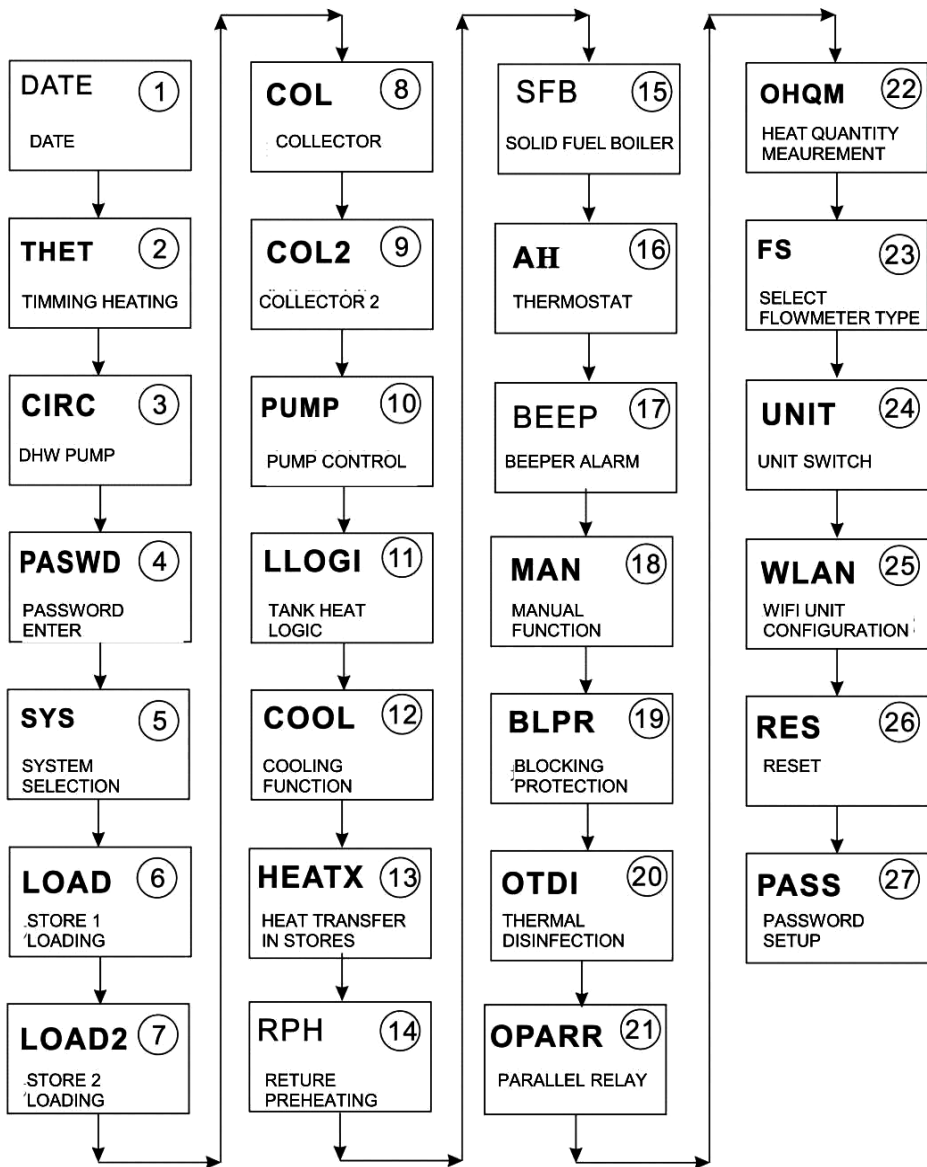 DATE 1
DATE
THET 2
TIMMING HEATING
CIRC 3
DHW PUMP
PASWD 4
PASSWORD
ENTER
SYS 5
SYSTEM
SELECTION
LOAD 6
STORE 1
LOADING
LOAD2 7
STORE 2
LOADING
COL 8
COLLECTOR
COL2 9
COLLECTOR 2
PUMP 10
PUMP CONTROL
LLOGI 11
TANK HEAT
LOGIC
COOL 12
COOLING
FUNCTION
HEATX 13
HEAT TRANSFER
IN STORES
RPH 14
RETURE
PREHEATING
SFB 15
SOLID FUEL BOILER
AH 16
THERMOSTAT
BEEP 17
BEEPER ALARM
MAN 18
MANUAL
FUNCTION
BLPR 19
BLOCKING
PROTECTION
OTDI 20
THERMAL
DISINFECTION
OPARR 21
PARALLEL RELAY
OHQM 22
HEAT QUANTITY
MEAUREMENT
FS 23
SELECT
FLOWMETER TYPE
UNIT 24
UNIT SWITCH
WLAN 25
WIFI UNIT
CONFIGURATION
RES 26
RESET
PASS 27
PASSWORD
SETUP